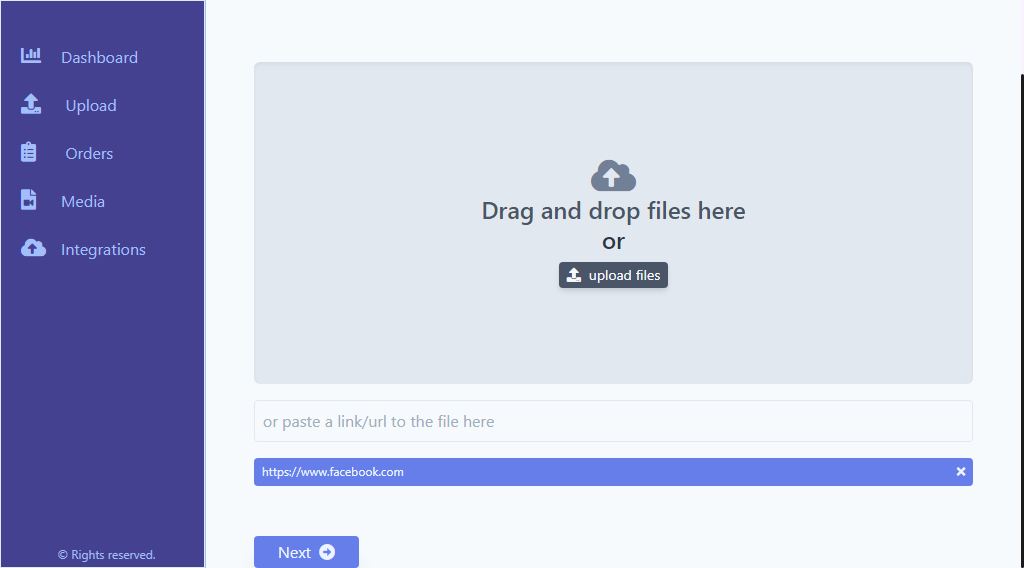 Dashboard
Upload
Orders
Media
Integrations
© Rights reserved.
Drag and drop files here
or
upload files
or paste a link/url to the file here
https://www.facebook.com
Next